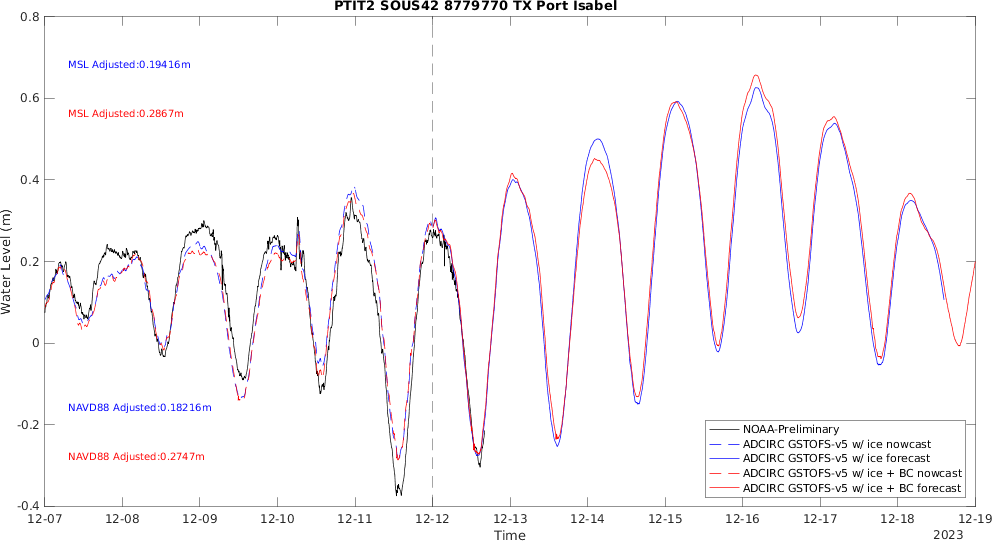 PTIT2 SOUS42 8779770 TX Port Isabel
0.8
0.6
0.4
0.2
0
-0.2
-0.4
Water Level (m)
MSL Adjusted:0.19416m
MSL Adjusted:0.2867m
NAVD88 Adjusted:0.18216m
NAVD88 Adjusted:0.2747m
NOAA-Preliminary
ADCIRC GSTOFS-v5 w/ ice nowcast
ADCIRC GSTOFS-v5 w/ ice forecast
ADCIRC GSTOFS-v5 w/ ice + BC nowcast
ADCIRC GSTOFS-v5 w/ ice + BC forecast
12-07 12-08 12-09 12-10 12-11 12-12 12-13 12-14 12-15 12-16 12-17 12-18 12-19
Time
2023